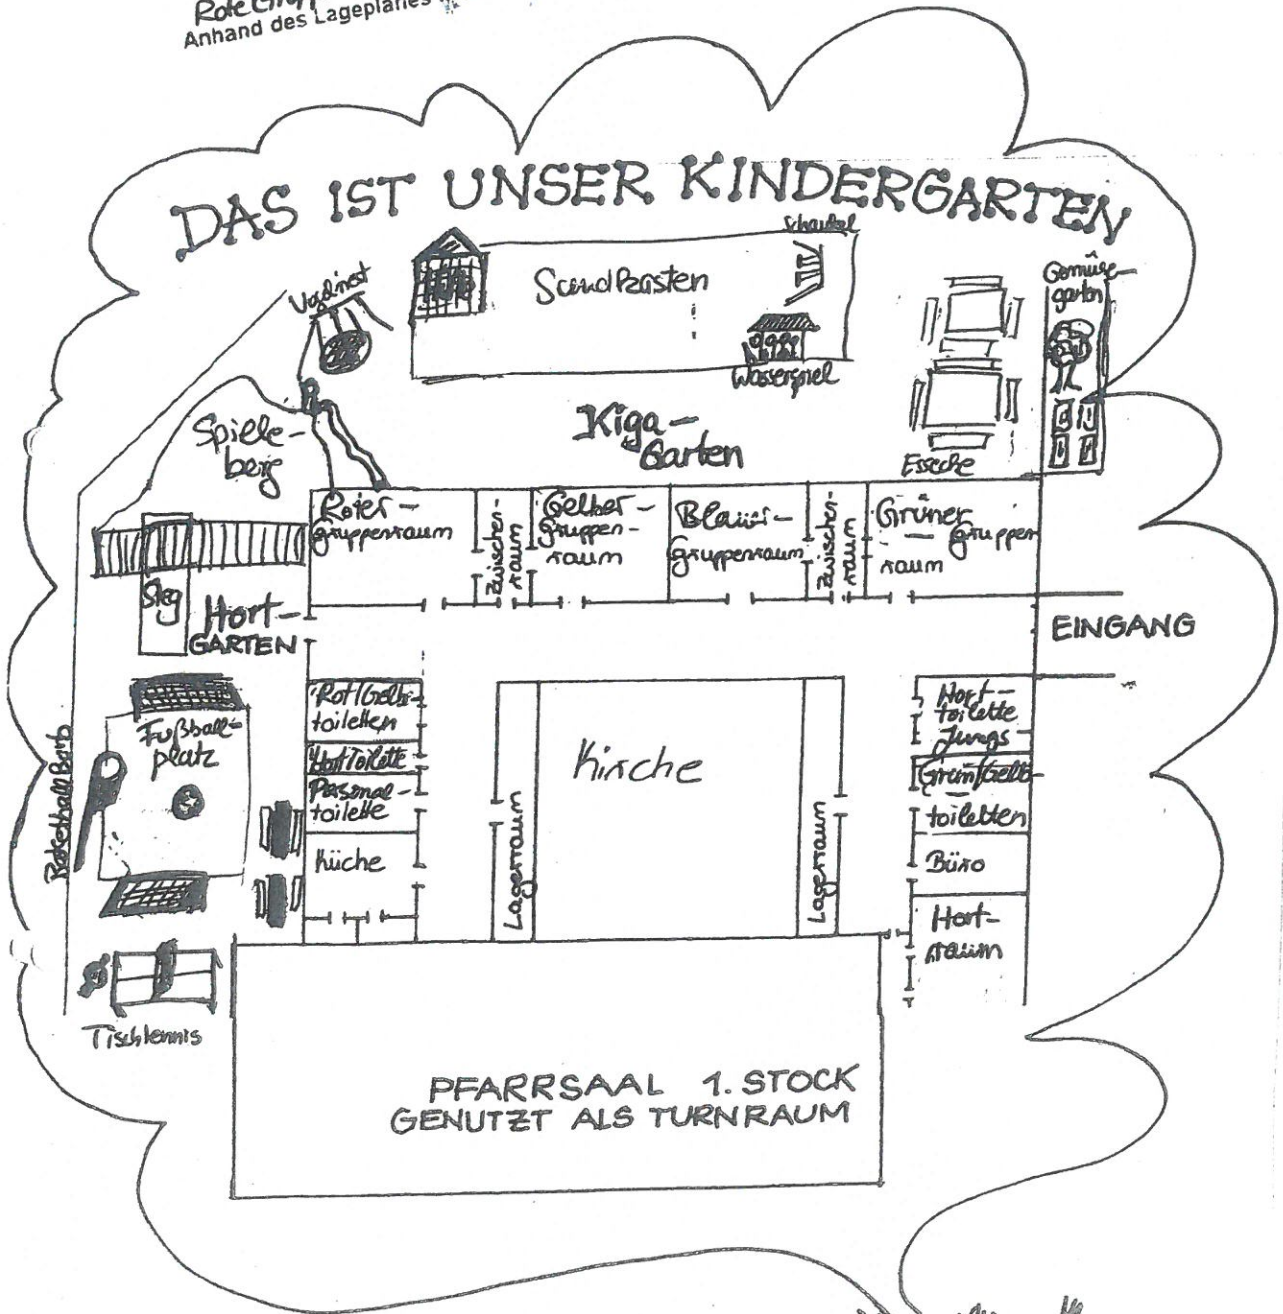 Rote
Anhand des Lageplanes
DAS IST UNSER KINDERGARTEN
Schaukel
Vogelnest
Sandkasten
Gemüse-
garten
Wasserspiel
Kiga-
Garten
Spiele-
berg
Essecke
Roter-
gruppenraum
Zwischen-
raum
Gelber-
gruppen-
raum
Blauer-
gruppenraum
Zwischen-
raum
Grüner
- gruppen
raum
Steg
Hort-
GARTEN
EINGANG
Rot/Gelb-
toiletten
Hort Toilette
Personal-
toilette
Küche
Fußball-
platz
Basketball
Tischtennis
Lagerraum
Kirche
Lagerraum
Hort-
toilette
Jungs
Grün/Gelb-
toiletten
Büro
Hort-
raum
PFARRSAAL 1. STOCK
GENUTZT ALS TURNRAUM